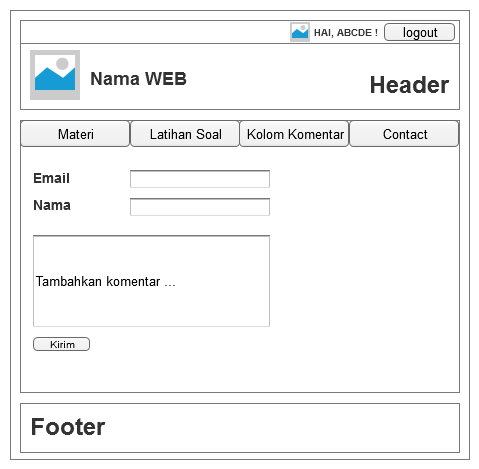 HAI, ABCDE !
logout
Nama WEB
Header
Materi
Latihan Soal
Kolom Komentar
Contact
Email
Nama
Tambahkan komentar ...
Kirim
Footer